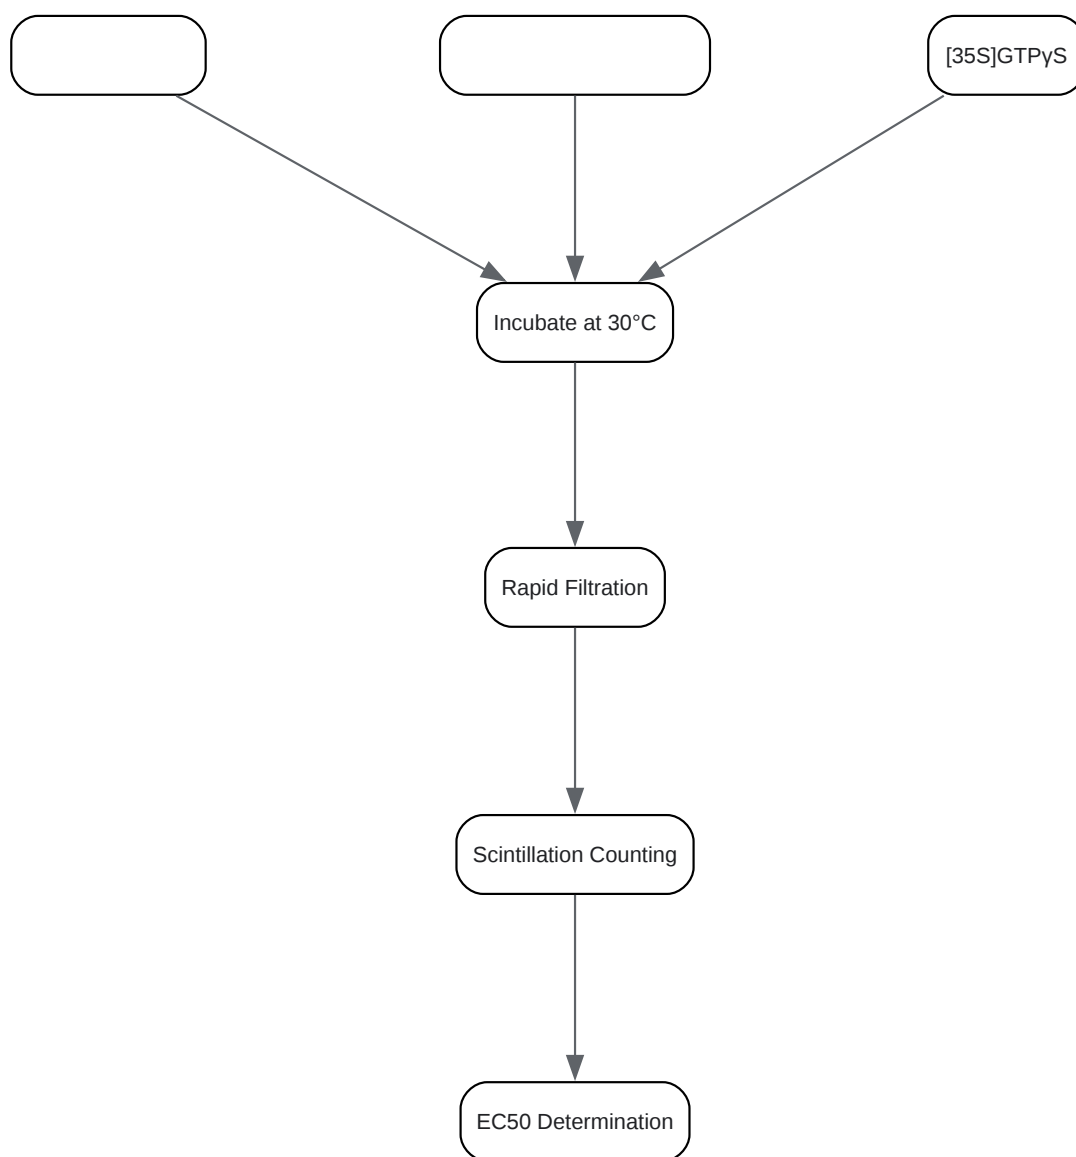 [35S]GTPγS
Incubate at 30°C
Rapid Filtration
Scintillation Counting
EC50 Determination